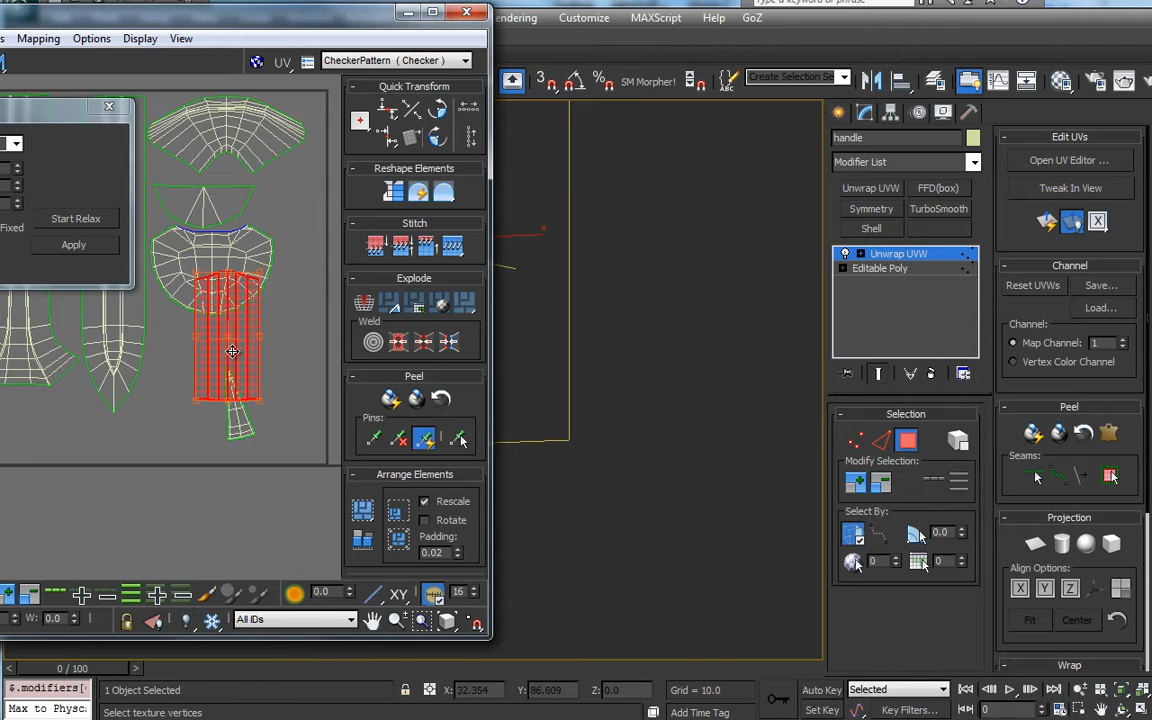 endering Customize MAXScript Help GoZ
Mapping Options Display View
UV CheckerPattern ( Checker )
3 SM Morpher! Create Selection Se
Quick Transform
Reshape Elements
Stitch
Explode
Weld
Peel
Pins:
Arrange Elements
Rescale
Rotate
Padding:
0.02
Start Relax
Fixed
Apply
x
handle
Modifier List
Unwrap UVW FFD(box)
Symmetry TurboSmooth
Shell
Unwrap UVW
Editable Poly
Selection
Modify Selection:
Select By:
0.0
0 0
Edit UVs
Open UV Editor ...
Tweak In View
Channel
Reset UVWs Save...
Load...
Channel:
Map Channel: 1
Vertex Color Channel
Peel
Seams:
Projection
Align Options:
X Y Z
Fit Center
Wrap
0.0 XY 16
W: 0.0 All IDs
0 / 100
$.modifiers[
Max to Physc
1 Object Selected X: 32.354 Y: 86.609 Z: 0.0 Grid = 10.0
Select texture vertices Add Time Tag
Auto Key Selected
Set Key Key Filters... 0